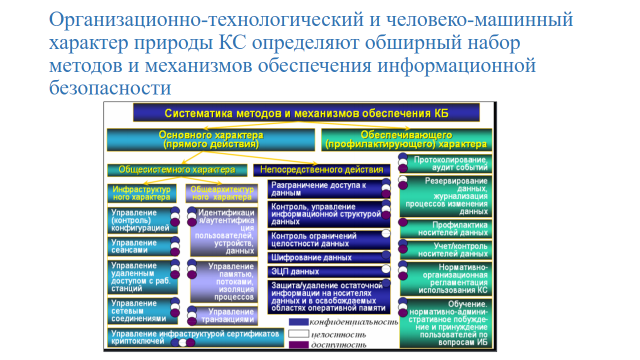 Организационно-технологический и человеко-машинный
характер природы КС определяют обширный набор
методов и механизмов обеспечения информационной
безопасности
Систематика методов и механизмов обеспечения КБ
Основного характера
(прямого действия)
Обеспечивающего
(профилактирующего) характера
Общесистемного характера
Непосредственного действия
Инфраструктур
ного характера
Общеархитектур
ного характера
Управление
(контроль)
конфигурацией
Управление
сеансами
Управление
удаленным
доступом с раб.
станций
Управление
сетевыми
соединениями
Управление инфраструктурой сертификатов
криптоключей
Идентификаци
я/аутентифика
ция
пользователей,
устройств,
данных
Управление
памятью,
потоками,
изоляция
процессов
Управление
транзакциями
Разграничение доступа к
данным
Контроль, управление
информационной структурой
данных
Контроль ограничений
целостности данных
Шифрование данных
ЭЦП данных
Защита/удаление остаточной
информации на носителях
данных и в освобождаемых
областях оперативной памяти
Протоколирование,
аудит событий
Резервирование
данных,
журнализация
процессов изменения
данных
Профилактика
носителей данных
Учет/контроль
носителей данных
Нормативно-
организационная
регламентация
использования КС
Обучение,
нормативно-админи-
стративное побужде-
ние и принуждение
пользователей по
вопросам ИБ
конфиденциальность
целостность
доступность